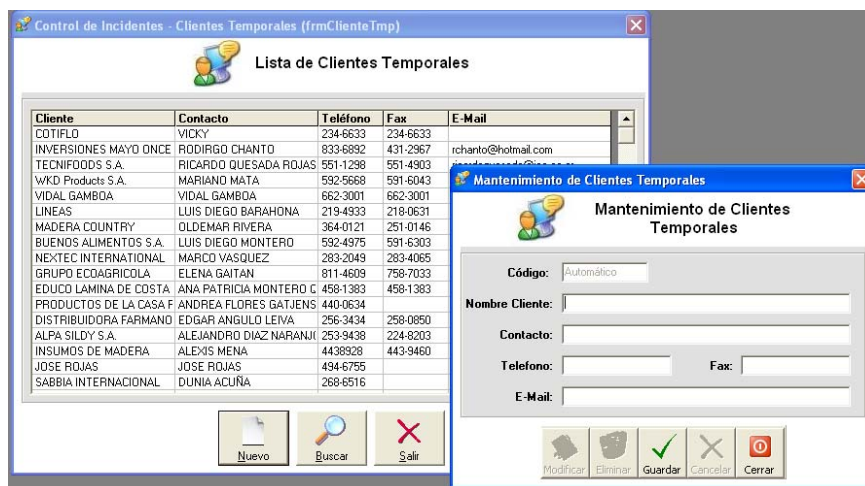 Control de Incidentes - Clientes Temporales (frmClienteTmp)
Lista de Clientes Temporales
Cliente Contacto Teléfono Fax E-Mail
COTIFLO VICKY 234-6633 234-6633
INVERSIONES MAYO ONCE RODIRGO CHANTO 833-6892 431-2967 rchanto@hotmail.com
TECNIFOODS S.A. RICARDO QUESADA ROJAS 551-1298 551-4903
WKD Products S.A. MARIANO MATA 592-5668 591-6043
VIDAL GAMBOA VIDAL GAMBOA 662-3001 662-3001
LINEAS LUIS DIEGO BARAHONA 219-4933 218-0631
MADERA COUNTRY OLDEMAR RIVERA 364-0121 251-0146
BUENOS ALIMENTOS S.A. LUIS DIEGO MONTERO 592-4975 591-6303
NEXTEC INTERNATIONAL MARCO VASQUEZ 283-2049 283-4065
GRUPO ECOAGRICOLA ELENA GAITAN 811-4609 758-7033
EDUCO LAMINA DE COSTA ANA PATRICIA MONTERO C 458-1383 458-1383
PRODUCTOS DE LA CASA F ANDREA FLORES GATJENS 440-0634
DISTRIBUIDORA FARMANO EDGAR ANGULO LEIVA 256-3434 258-0850
ALPA SILDY S.A. ALEJANDRO DIAZ NARANJO 253-9438 224-8203
INSUMOS DE MADERA ALEXIS MENA 4438928 443-9460
JOSE ROJAS JOSE ROJAS 494-6755
SABBIA INTERNACIONAL DUNIA ACUÑA 268-6516
Nuevo Buscar Salir
Mantenimiento de Clientes Temporales
Mantenimiento de Clientes
Temporales
Código: Automático
Nombre Cliente:
Contacto:
Telefono: Fax:
E-Mail:
Modificar Eliminar Guardar Cancelar Cerrar